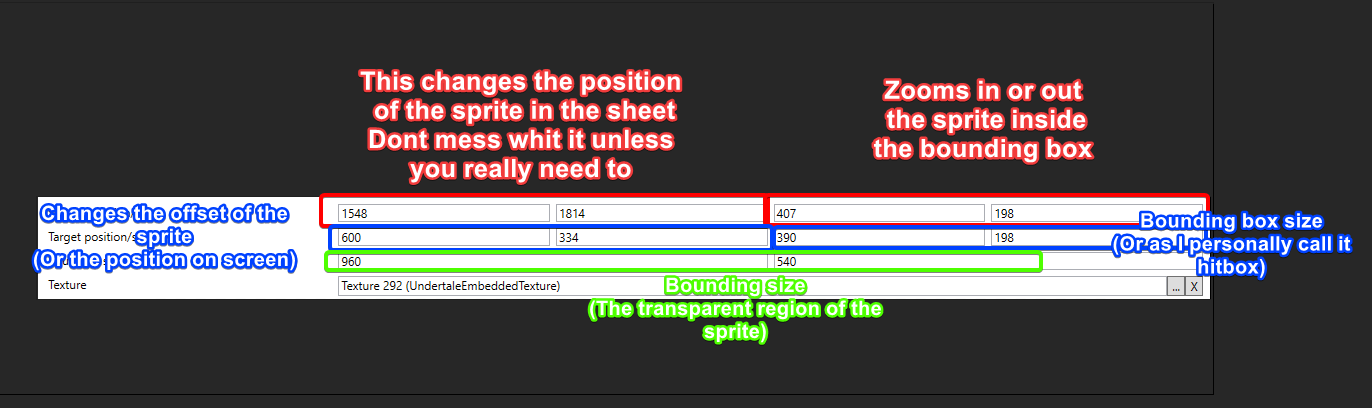 This changes the position
of the sprite in the sheet
Dont mess whit it unless
you really need to
Zooms in or out
the sprite inside
the bounding box
1548 1814 407 198
Changes the offset of the
sprite
(Or the position on screen)
Target position/s
600 334 390 198
Bounding box size
(Or as I personally call it
hitbox)
960 540
Texture
Texture 292 (UndertaleEmbeddedTexture)
... X
Bounding size
(The transparent region of the
sprite)